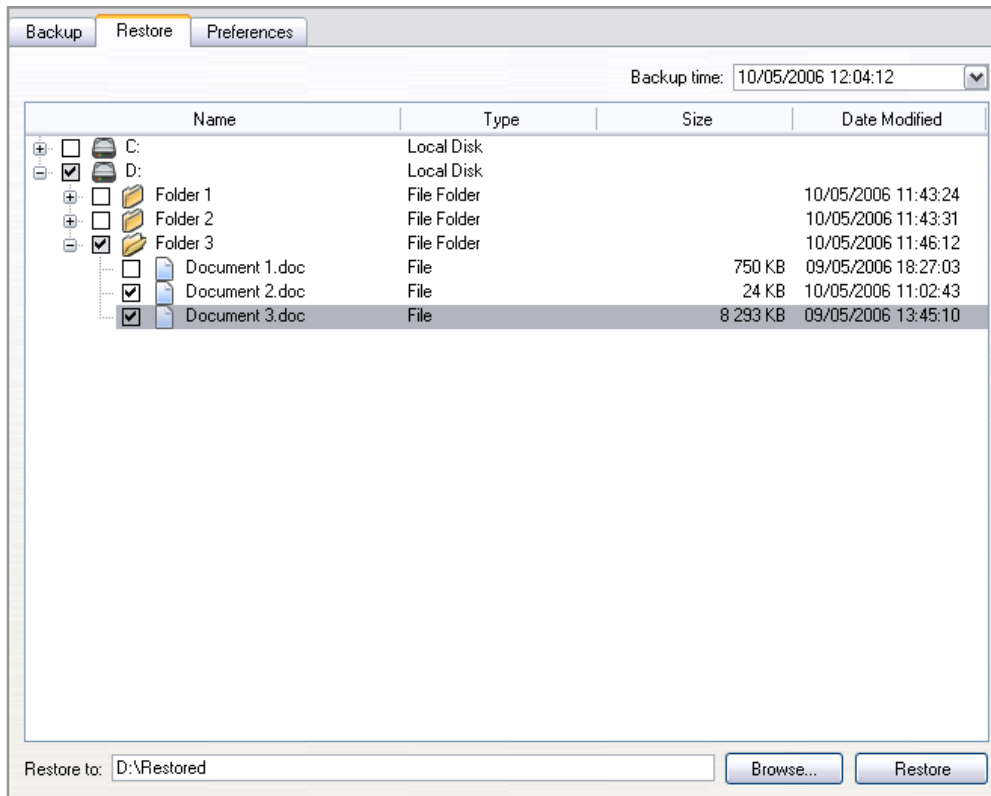 Backup Restore Preferences
Backup time: 10/05/2006 12:04:12
Name Type Size Date Modified
C: Local Disk
D: Local Disk
Folder 1 File Folder 10/05/2006 11:43:24
Folder 2 File Folder 10/05/2006 11:43:31
Folder 3 File Folder 10/05/2006 11:46:12
Document 1.doc File 750 KB 09/05/2006 18:27:03
Document 2.doc File 24 KB 10/05/2006 11:02:43
Document 3.doc File 8 293 KB 09/05/2006 13:45:10
Restore to: D:\Restored Browse... Restore